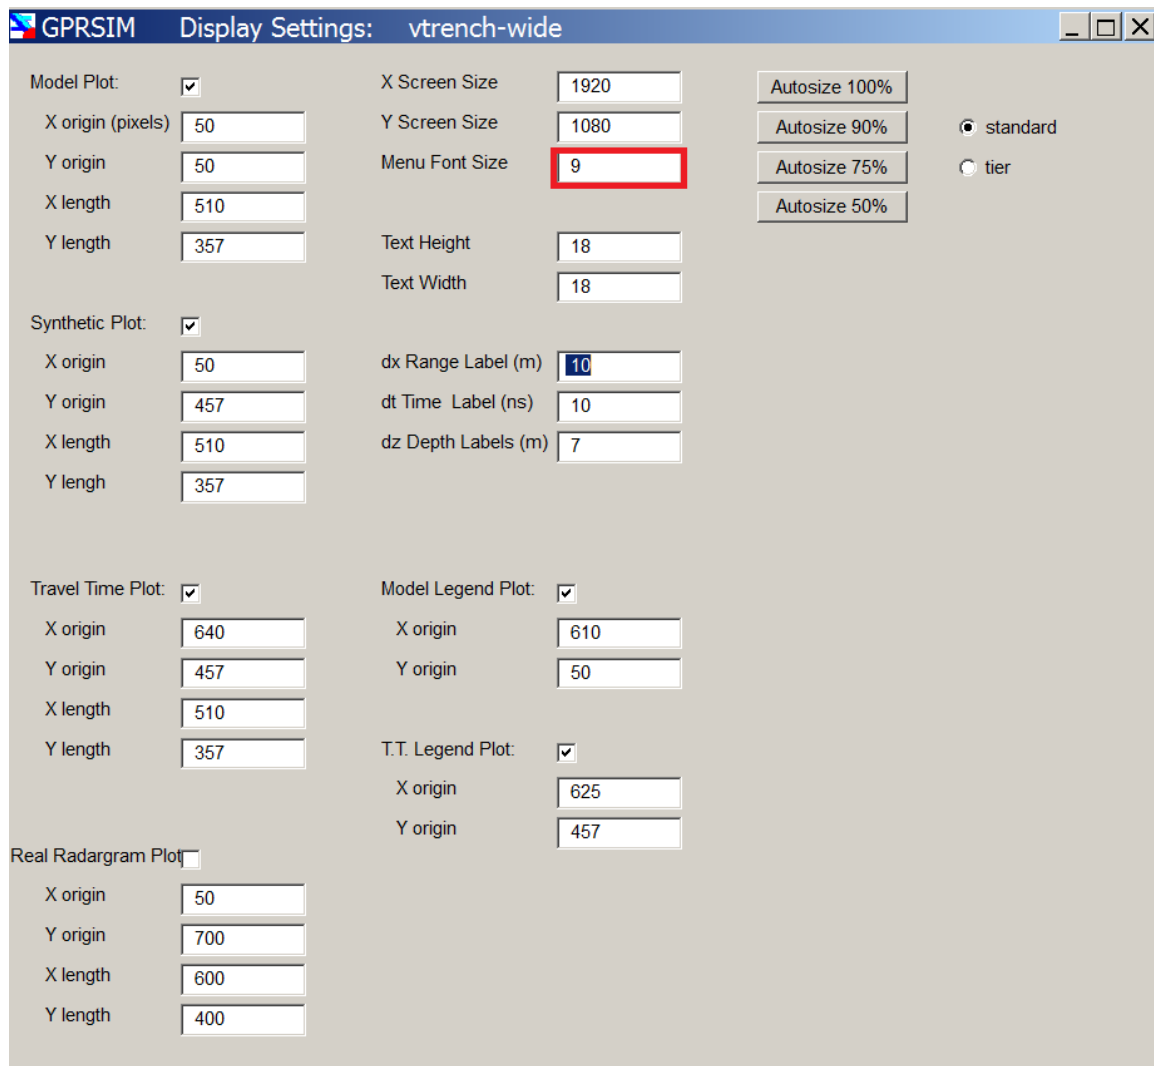 GPRSIM Display Settings: vtrench-wide
Model Plot:
X origin (pixels) 50
Y origin 50
X length 510
Y length 357
X Screen Size 1920
Y Screen Size 1080
Menu Font Size 9
Text Height 18
Text Width 18
Autosize 100%
Autosize 90%
Autosize 75%
Autosize 50%
standard
tier
Synthetic Plot:
X origin 50
Y origin 457
X length 510
Y lengh 357
dx Range Label (m) 10
dt Time Label (ns) 10
dz Depth Labels (m) 7
Travel Time Plot:
X origin 640
Y origin 457
X length 510
Y length 357
Model Legend Plot:
X origin 610
Y origin 50
T.T. Legend Plot:
X origin 625
Y origin 457
Real Radargram Plot
X origin 50
Y origin 700
X length 600
Y length 400